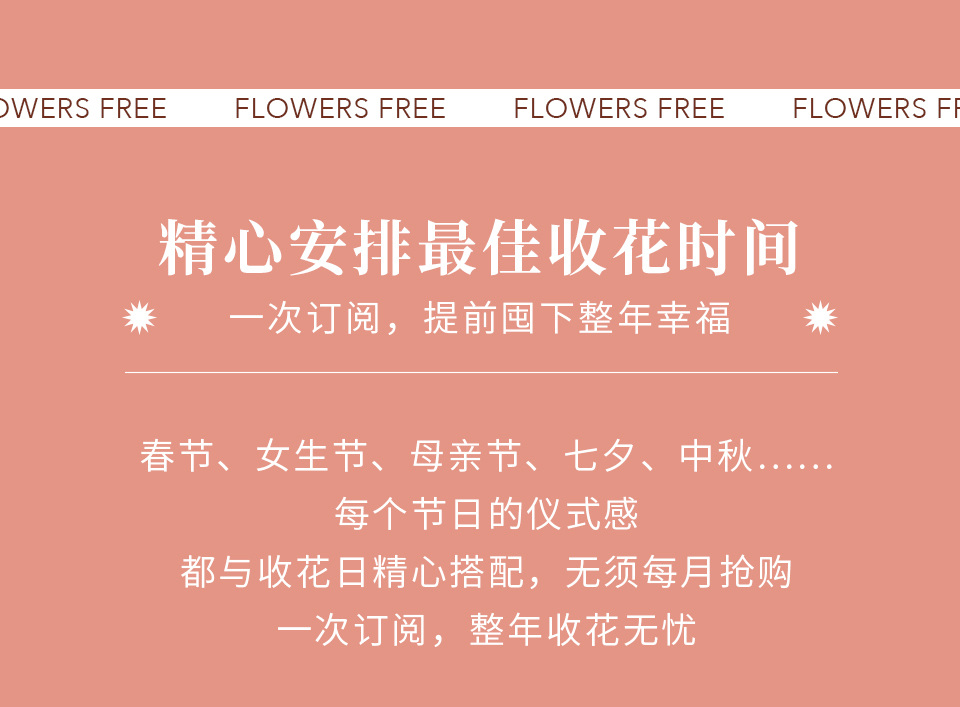 OWERS FREE FLOWERS FREE FLOWERS FREE FLOWERS FR
精心安排最佳收花时间
一次订阅，提前囤下整年幸福
春节、女生节、母亲节、七夕、中秋......
每个节日的仪式感
都与收花日精心搭配，无须每月抢购
一次订阅，整年收花无忧